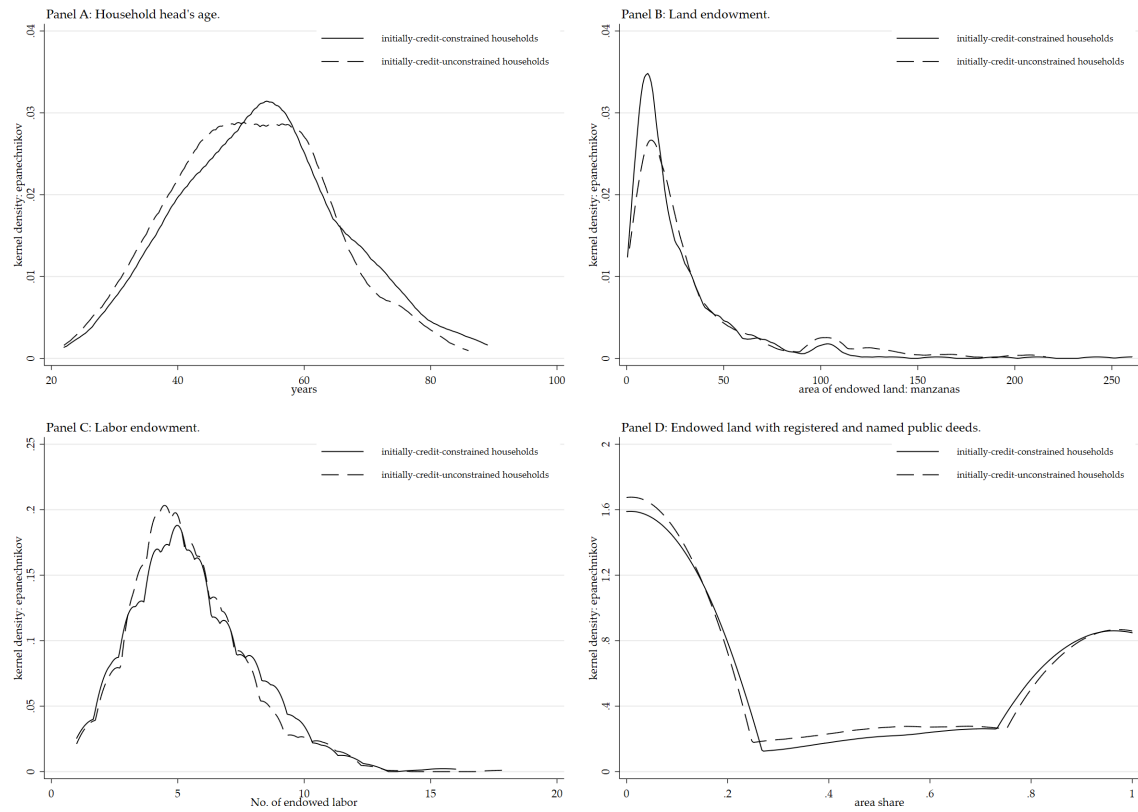 Panel A: Household head's age.
initially-credit-constrained households
initially-credit-unconstrained households
kernel density: epanechnikov
.04
.03
.02
.01
0
20
40
60
80
100
years
Panel B: Land endowment.
initially-credit-constrained households
initially-credit-unconstrained households
kernel density: epanechnikov
.04
.03
.02
.01
0
0
50
100
150
200
250
area of endowed land: manzanas
Panel C: Labor endowment.
initially-credit-constrained households
initially-credit-unconstrained households
kernel density: epanechnikov
.25
.2
.15
.1
.05
0
0
5
10
15
20
No. of endowed labor
Panel D: Endowed land with registered and named public deeds.
initially-credit-constrained households
initially-credit-unconstrained households
kernel density: epanechnikov
2
1.6
1.2
.8
.4
0
0
.2
.4
.6
.8
1
area share